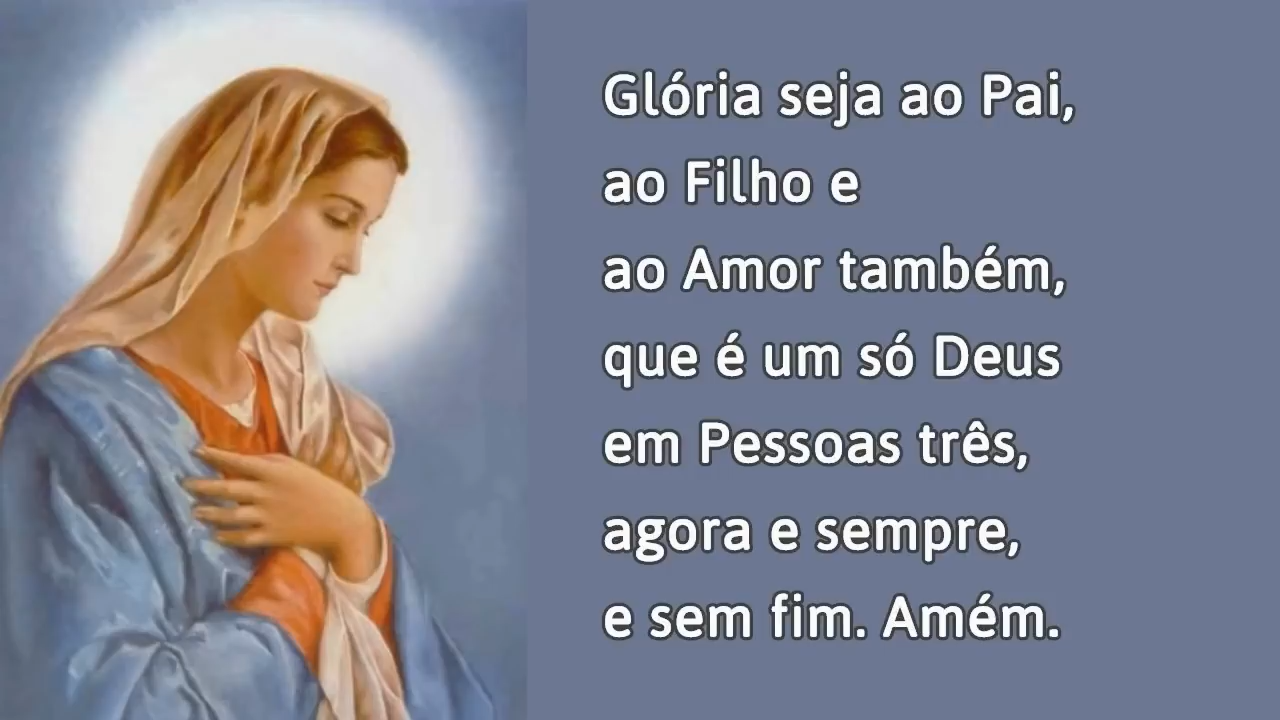 Glória seja ao Pai,
ao Filho e
ao Amor também,
que é um só Deus
em Pessoas três,
agora e sempre,
e sem fim. Amém.